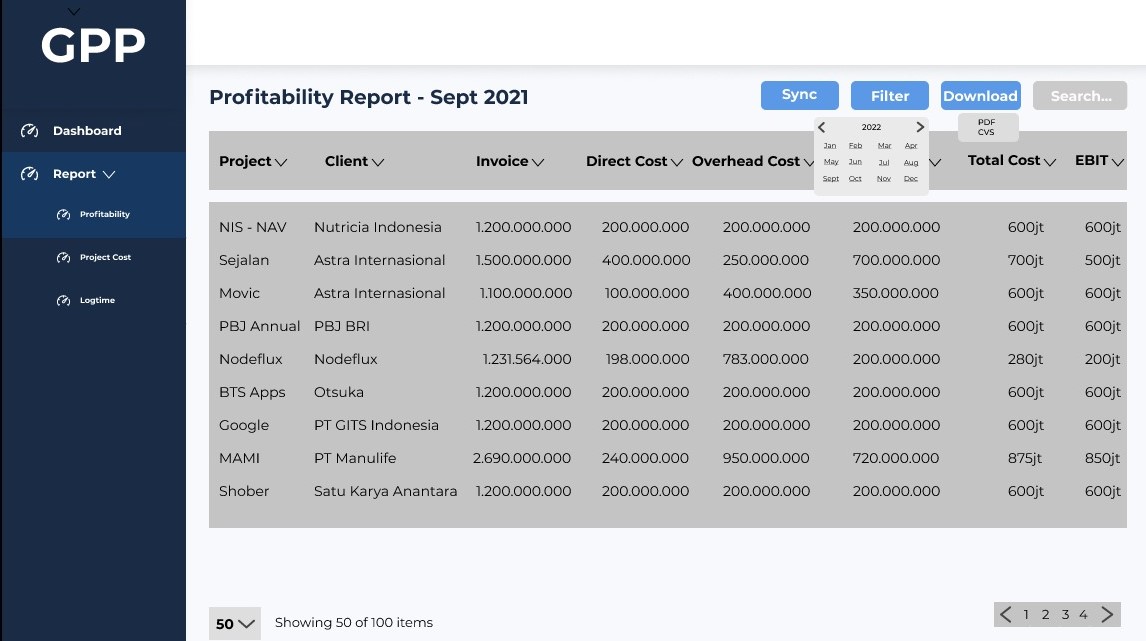 GPP
Dashboard
Report
Profitability
Project Cost
Logtime
Profitability Report - Sept 2021
Sync
Filter
Download
Search...
PDF
CVS
2022
Jan Feb Mar Apr
May Jun Jul Aug
Sept Oct Nov Dec
Project Client Invoice Direct Cost Overhead Cost Total Cost EBIT
NIS - NAV Nutricia Indonesia 1.200.000.000 200.000.000 200.000.000 200.000.000 600jt 600jt
Sejalan Astra Internasional 1.500.000.000 400.000.000 250.000.000 700.000.000 700jt 500jt
Movic Astra Internasional 1.100.000.000 100.000.000 400.000.000 350.000.000 600jt 600jt
PBJ Annual PBJ BRI 1.200.000.000 200.000.000 200.000.000 200.000.000 600jt 600jt
Nodeflux Nodeflux 1.231.564.000 198.000.000 783.000.000 200.000.000 280jt 200jt
BTS Apps Otsuka 1.200.000.000 200.000.000 200.000.000 200.000.000 600jt 600jt
Google PT GITS Indonesia 1.200.000.000 200.000.000 200.000.000 200.000.000 600jt 600jt
MAMI PT Manulife 2.690.000.000 240.000.000 950.000.000 720.000.000 875jt 850jt
Shober Satu Karya Anantara 1.200.000.000 200.000.000 200.000.000 200.000.000 600jt 600jt
50 Showing 50 of 100 items
1 2 3 4